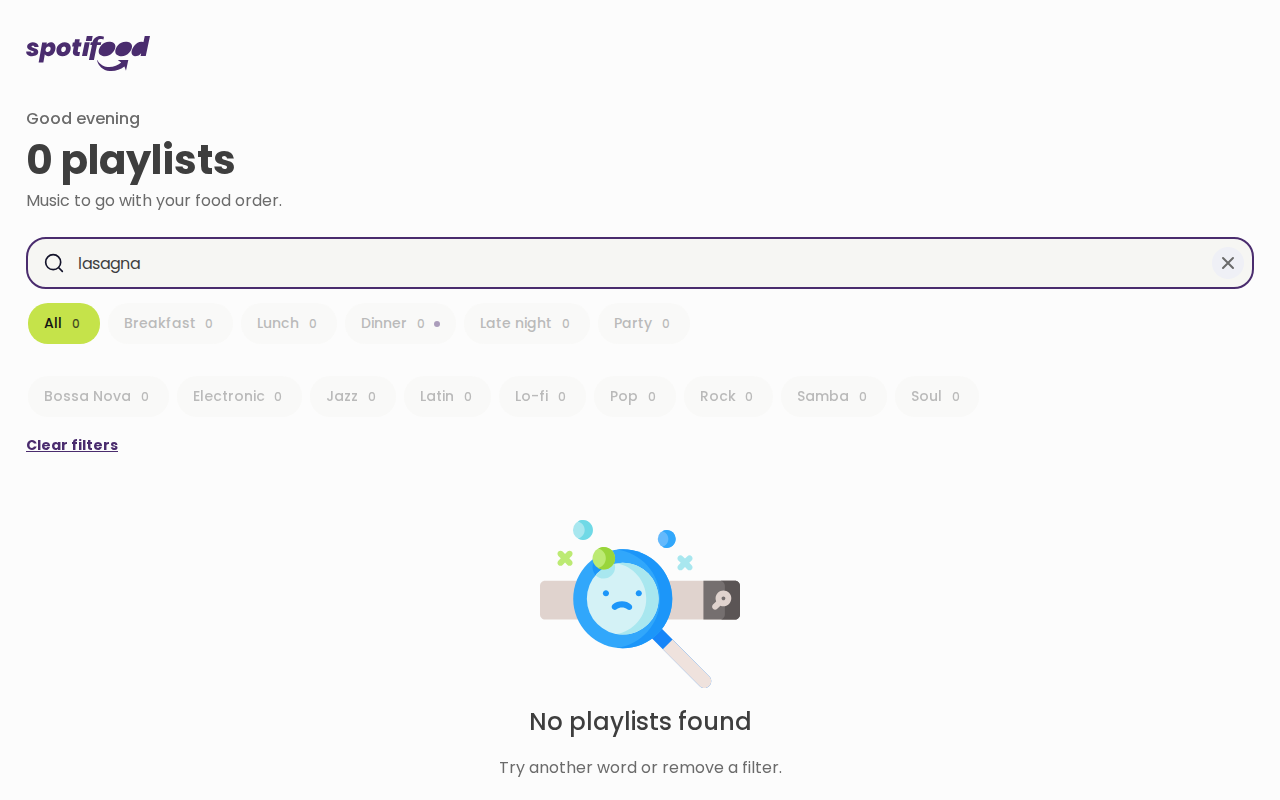 spotifood
Good evening
0 playlists
Music to go with your food order.
lasagna
All 0 Breakfast 0 Lunch 0 Dinner 0 Late night 0 Party 0
Bossa Nova 0 Electronic 0 Jazz 0 Latin 0 Lo-fi 0 Pop 0 Rock 0 Samba 0 Soul 0
Clear filters
No playlists found
Try another word or remove a filter.